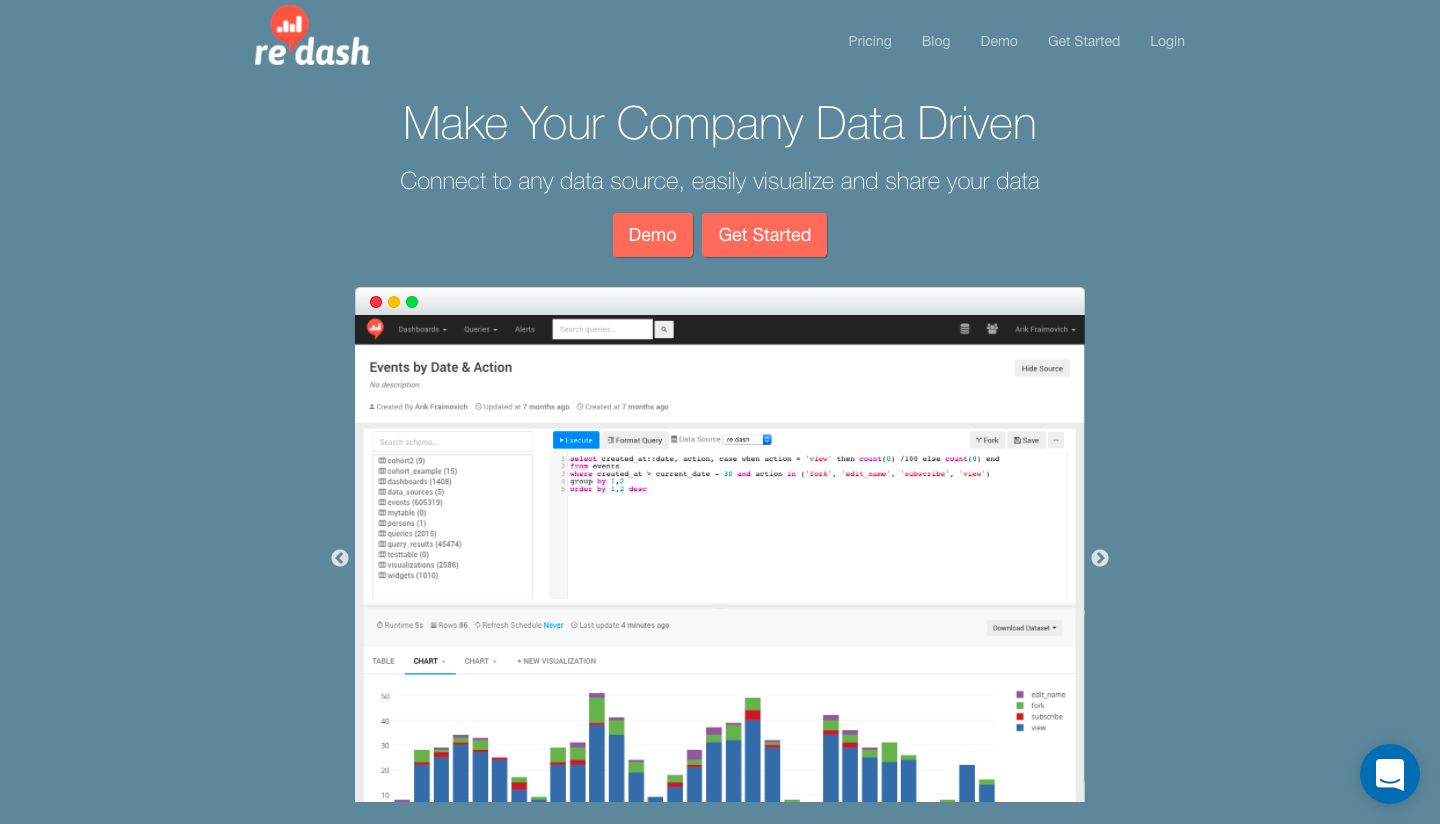 re dash
Pricing Blog Demo Get Started Login
Make Your Company Data Driven
Connect to any data source, easily visualize and share your data
Demo Get Started
Dashboards Queries Alerts Search queries... Arik Fraimovich
Events by Date & Action
Hide Source
No description
Created By Arik Fraimovich Updated at 7 months ago Created at 7 months ago
Search schema...
cohort2 (9)
cohort_example (15)
dashboards (1408)
data_sources (5)
events (605319)
mytable (0)
persons (1)
queries (2015)
query_results (45474)
testtable (0)
visualizations (2586)
widgets (1010)
Execute Format Query Data Source re:dash Fork Save ...
1 select created_at::date, action, case when action = 'view' then count(0) /100 else count(0) end
2 from events
3 where created_at > current_date - 30 and action in ('fork', 'edit_name', 'subscribe', 'view')
4 group by 1,2
5 order by 1,2 desc
Runtime 5s Rows 86 Refresh Schedule Never Last update 4 minutes ago
Download Dataset
TABLE CHART × CHART × + NEW VISUALIZATION
50
40
30
20
10
edit_name
fork
subscribe
view